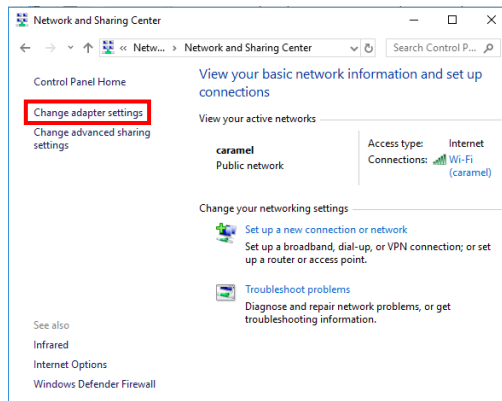 Network and Sharing Center
« Netw... › Network and Sharing Center
Search Control P...
Control Panel Home
Change adapter settings
Change advanced sharing
settings
See also
Infrared
Internet Options
Windows Defender Firewall
View your basic network information and set up
connections
View your active networks
caramel
Public network
Access type: Internet
Connections: Wi-Fi
(caramel)
Change your networking settings
Set up a new connection or network
Set up a broadband, dial-up, or VPN connection; or set
up a router or access point.
Troubleshoot problems
Diagnose and repair network problems, or get
troubleshooting information.